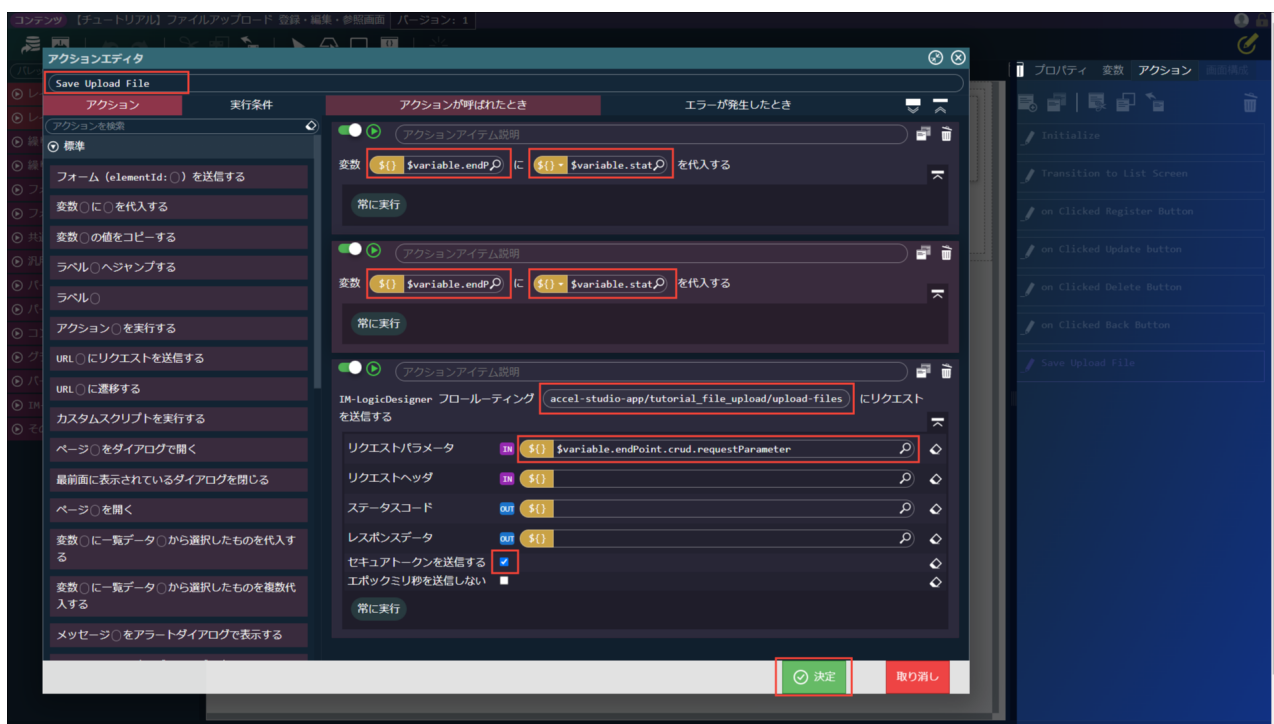 コンテンツ 【チュートリアル】ファイルアップロード 登録・編集・参照画面 バージョン: 1
アクションエディタ
プロパティ 変数 アクション 画面構成
Save Upload File
アクション 実行条件 アクションが呼ばれたとき エラーが発生したとき
アクションを検索
標準
フォーム (elementId:○) を送信する
変数○に○を代入する
変数○の値をコピーする
ラベル○へジャンプする
ラベル○
アクション○を実行する
URL○にリクエストを送信する
URL○に遷移する
カスタムスクリプトを実行する
ページ○をダイアログで開く
最前面に表示されているダイアログを閉じる
ページ○を開く
変数○に一覧データ○から選択したものを代入す
る
変数○に一覧データ○から選択したものを複数代
入する
メッセージ○をアラートダイアログで表示する
アクションアイテム説明
変数 ${} $variable.endP に ${} $variable.stat を代入する
常に実行
アクションアイテム説明
変数 ${} $variable.endP に ${} $variable.stat を代入する
常に実行
アクションアイテム説明
IM-LogicDesigner フロールーティング accel-studio-app/tutorial_file_upload/upload-files にリクエスト
を送信する
リクエストパラメータ IN ${} $variable.endPoint.crud.requestParameter
リクエストヘッダ IN ${}
ステータスコード OUT ${}
レスポンスデータ OUT ${}
セキュアトークンを送信する
エポックミリ秒を送信しない
常に実行
決定 取り消し
Initialize
Transition to List Screen
on Clicked Register Button
on Clicked Update button
on Clicked Delete Button
on Clicked Back Button
Save Upload File